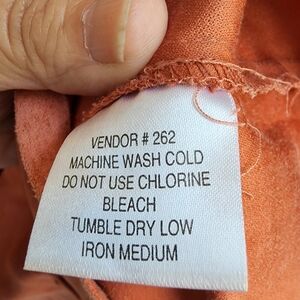 VENDOR # 262
MACHINE WASH COLD
DO NOT USE CHLORINE
BLEACH
TUMBLE DRY LOW
IRON MEDIUM